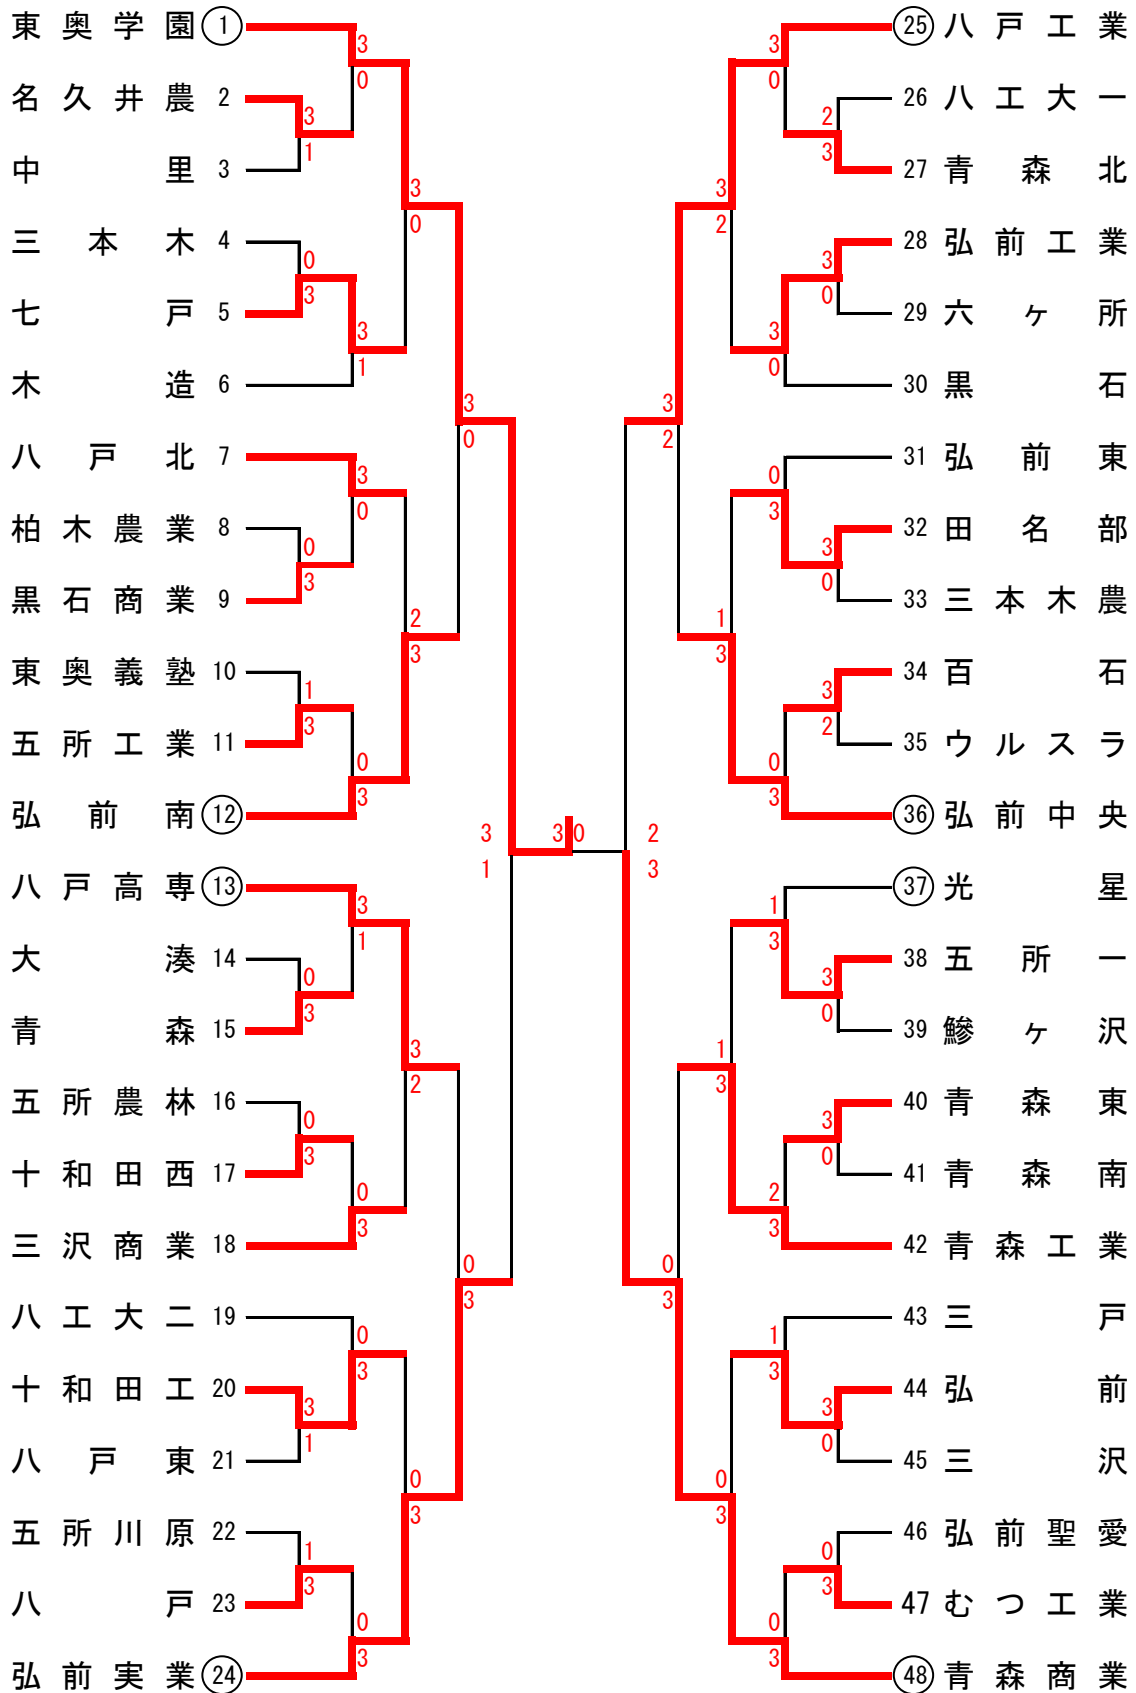 東奥学園 ①
3
0
名久井農 2
3
1
中里 3
3
0
三本木 4
0
3
七戸 5
3
1
木造 6
3
0
八戸北 7
3
0
柏木農業 8
0
3
黒石商業 9
2
3
東奥義塾 10
1
3
五所工業 11
0
3
弘前南 ⑫
3
1
3 0
2
3
八戸高専 ⑬
3
1
大湊 14
0
3
青森 15
3
2
五所農林 16
0
3
十和田西 17
0
3
三沢商業 18
0
3
八工大二 19
0
3
十和田工 20
3
1
八戸東 21
0
3
五所川原 22
1
3
八戸 23
0
3
弘前実業 ㉔
㉕ 八戸工業
3
0
26 八工大一
2
3
27 青森北
3
2
28 弘前工業
3
0
29 六ヶ所
3
0
30 黒石
3
2
31 弘前東
0
3
32 田名部
3
0
33 三本木農
1
3
34 百石
3
2
35 ウルスラ
0
3
㊱ 弘前中央
㊲ 光星
1
3
38 五所一
3
0
39 鰺ヶ沢
1
3
40 青森東
3
0
41 青森南
2
3
42 青森工業
0
3
43 三戸
1
3
44 弘前
3
0
45 三沢
0
3
46 弘前聖愛
0
3
47 むつ工業
0
3
㊽ 青森商業